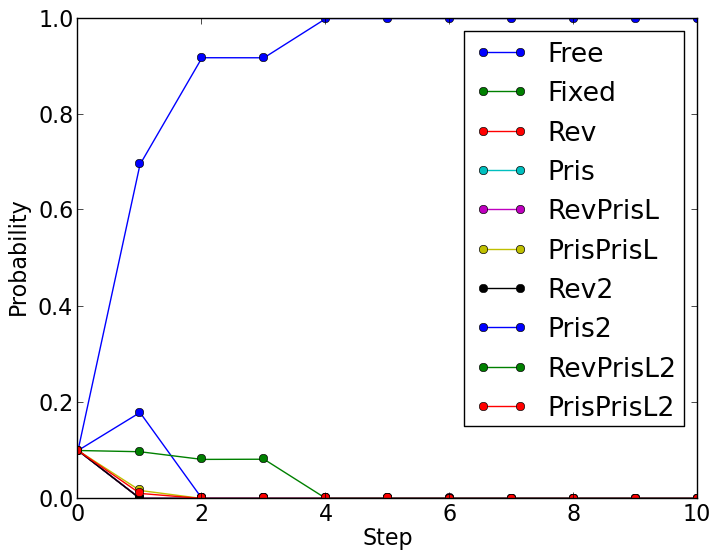 1.0
0.8
0.6
0.4
0.2
0.0
Probability
Free
Fixed
Rev
Pris
RevPrisL
PrisPrisL
Rev2
Pris2
RevPrisL2
PrisPrisL2
0 2 4 6 8 10
Step